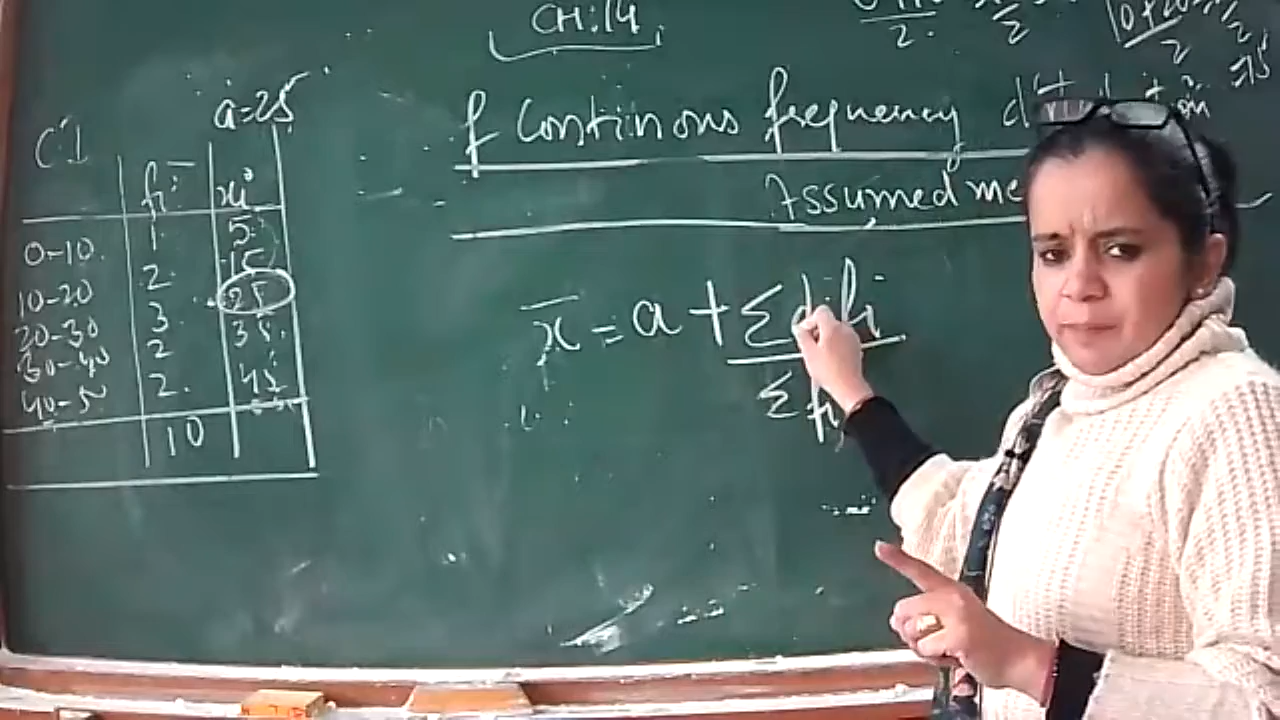 CH:14
f Continous frequency
Assumed me
a=25
CI fi xi
0-10 1 5
10-20 2 15
20-30 3 25
30-40 2 35
40-50 2 45
10
x̄ = a + Σdifi
Σfi